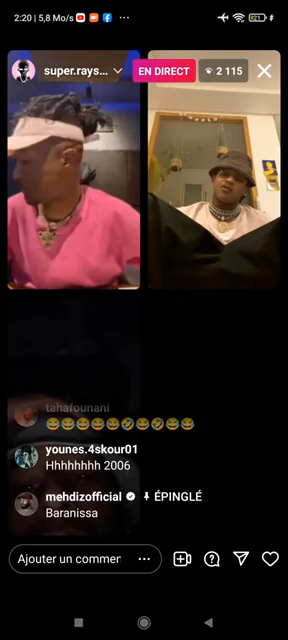 2:20 | 5,8 Mo/s
21
super.rays...
EN DIRECT
2 115
tahafounani
😂😂😂😂😂🤣😂🤣😂😂
younes.4skour01
Hhhhhhhh 2006
mehdizofficial ÉPINGLÉ
Baranissa
Ajouter un commer